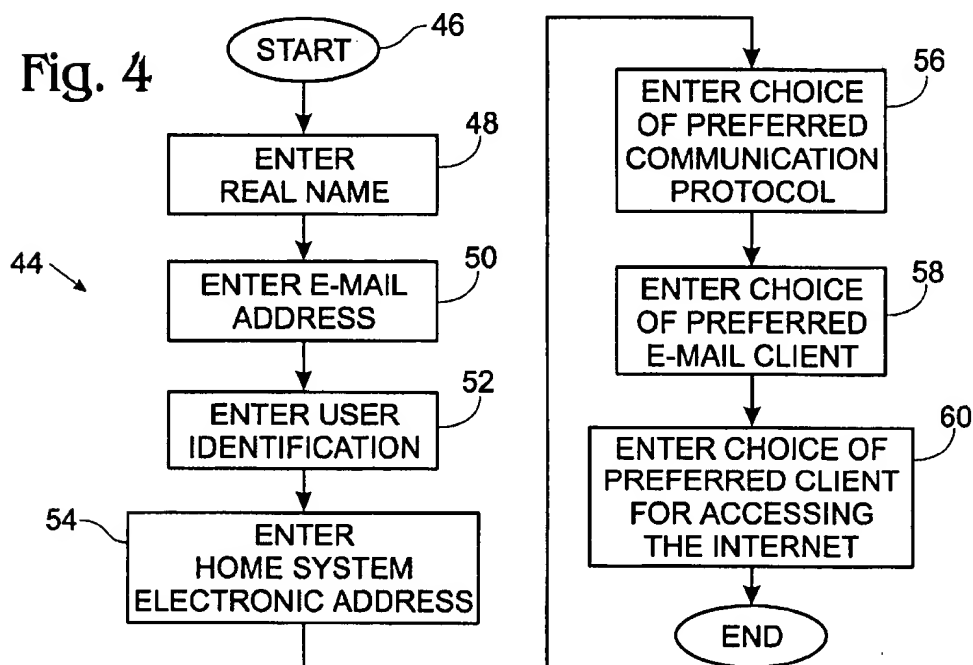 Fig. 4
START
46
ENTER
REAL NAME
48
44
ENTER E-MAIL
ADDRESS
50
ENTER USER
IDENTIFICATION
52
54
ENTER
HOME SYSTEM
ELECTRONIC ADDRESS
ENTER CHOICE
OF PREFERRED
COMMUNICATION
PROTOCOL
56
ENTER CHOICE
OF PREFERRED
E-MAIL CLIENT
58
ENTER CHOICE OF
PREFERRED CLIENT
FOR ACCESSING
THE INTERNET
60
END